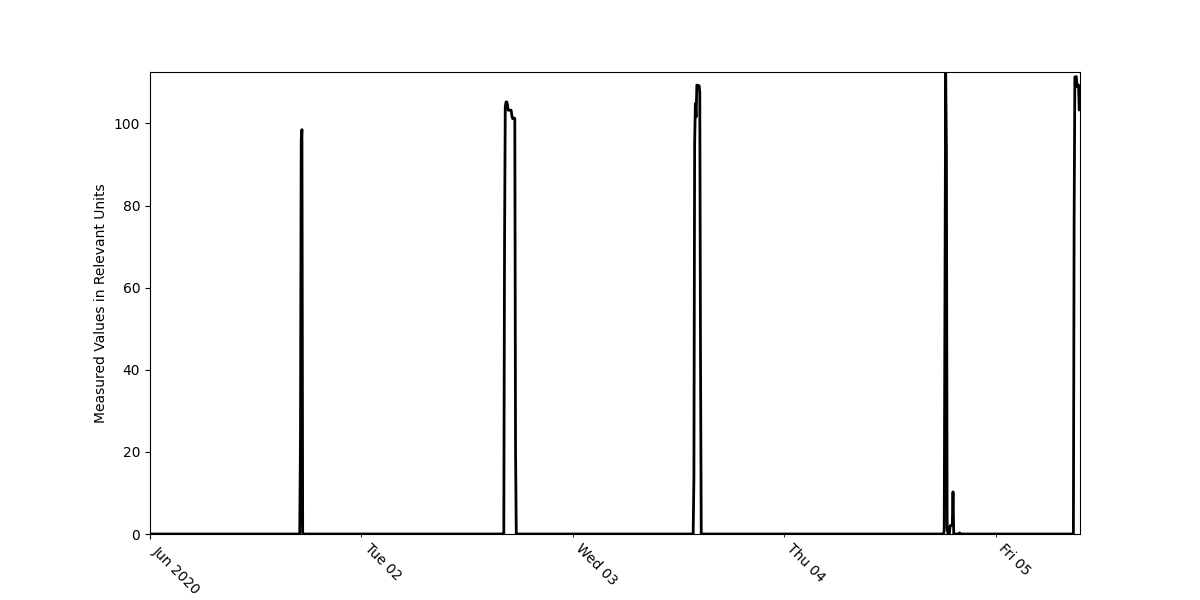 Measured Values in Relevant Units
100
80
60
40
20
0
Jun 2020
Tue 02
Wed 03
Thu 04
Fri 05